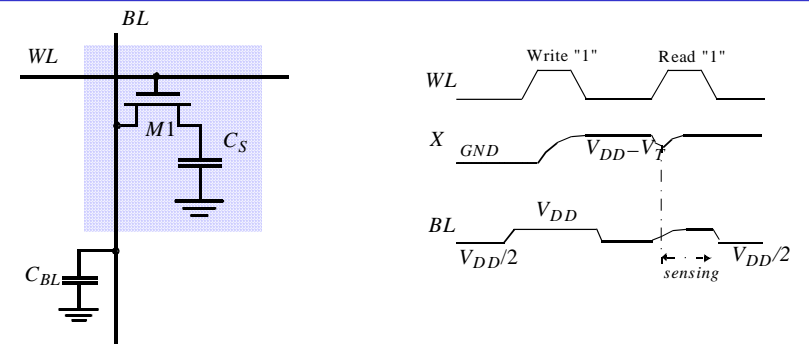 BL
WL
M1
C_S
C_BL
Write "1" Read "1"
WL
X
GND
V_DD−V_T
BL
V_DD
V_DD/2
V_DD/2
sensing